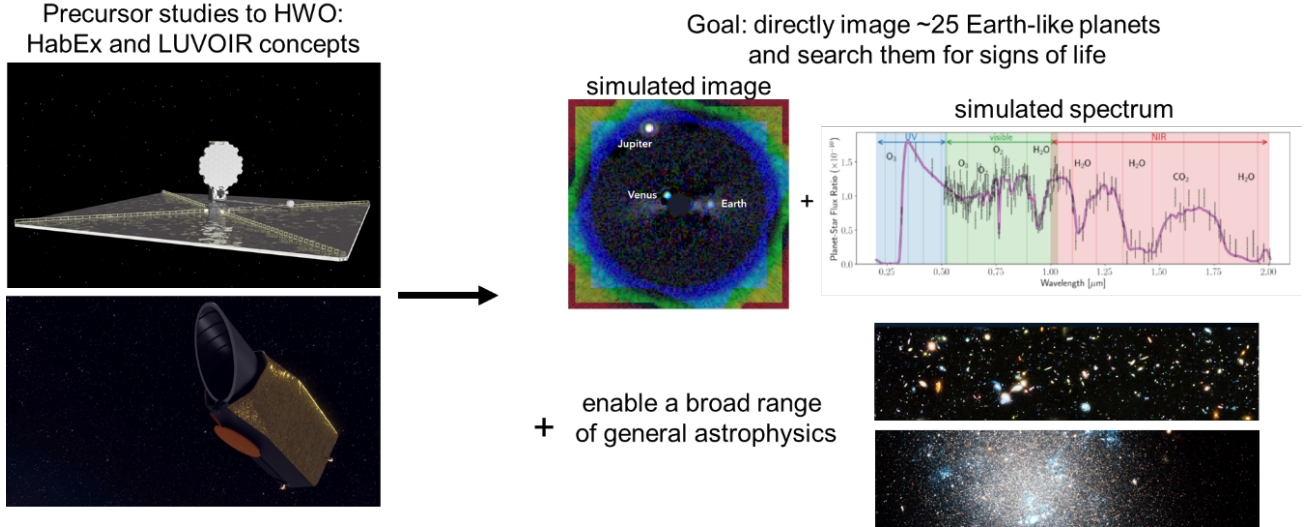 Precursor studies to HWO:
HabEx and LUVOIR concepts
Goal: directly image ~25 Earth-like planets
and search them for signs of life
simulated image
Jupiter
Venus
Earth
+
simulated spectrum
UV
visible
NIR
O₃
O₃
O₂
O₂
H₂O
H₂O
H₂O
CO₂
H₂O
Planet-Star Flux Ratio (×10⁻¹⁰)
1.5
1.0
0.5
0.0
0.25 0.50 0.75 1.00 1.25 1.50 1.75 2.00
Wavelength [μm]
+
enable a broad range
of general astrophysics